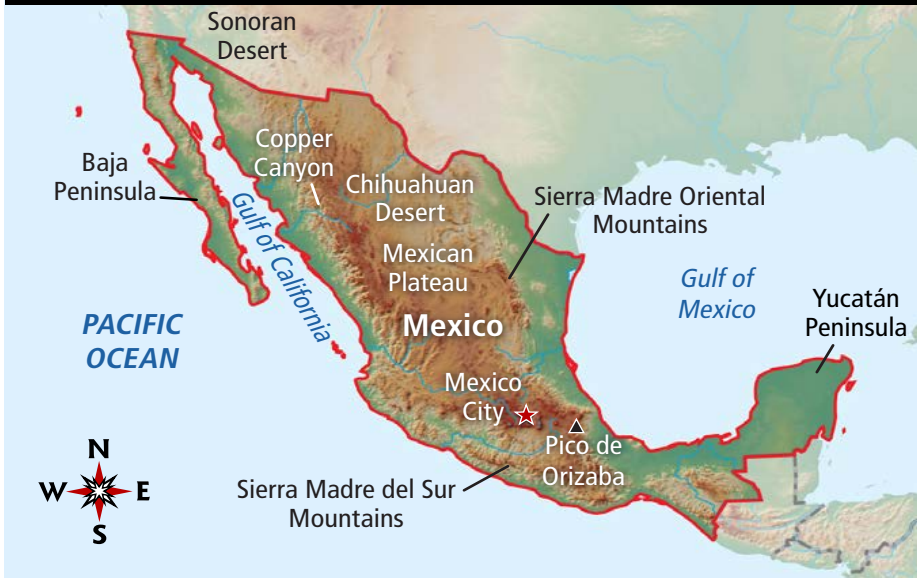 Sonoran
Desert
Copper
Canyon
Baja
Peninsula
Chihuahuan
Desert
Sierra Madre Oriental
Mountains
Gulf of California
Mexican
Plateau
Gulf of
Mexico
Yucatán
Peninsula
PACIFIC
OCEAN
Mexico
Mexico
City
Pico de
Orizaba
Sierra Madre del Sur
Mountains
N
W E
S